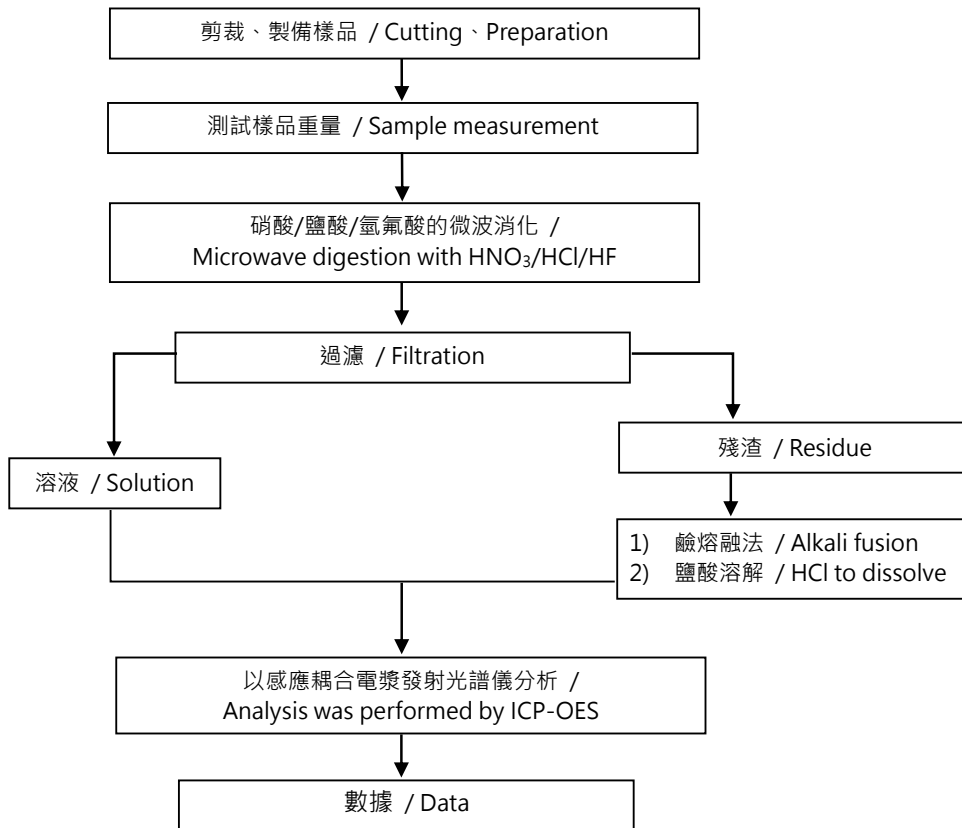 剪裁、製備樣品 / Cutting、Preparation
測試樣品重量 / Sample measurement
硝酸/鹽酸/氫氟酸的微波消化 /
Microwave digestion with HNO₃/HCl/HF
過濾 / Filtration
溶液 / Solution
殘渣 / Residue
1) 鹼熔融法 / Alkali fusion
2) 鹽酸溶解 / HCl to dissolve
以感應耦合電漿發射光譜儀分析 /
Analysis was performed by ICP-OES
數據 / Data